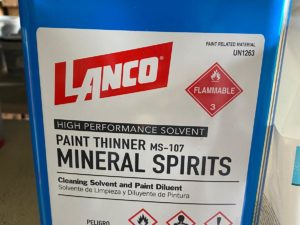 PAINT RELATED MATERIAL
UN1263
LANCO®
FLAMMABLE
3
HIGH PERFORMANCE SOLVENT
PAINT THINNER MS-107
MINERAL SPIRITS
Cleaning Solvent and Paint Diluent
Solvente de Limpieza y Diluyente de Pintura
PELIGRO